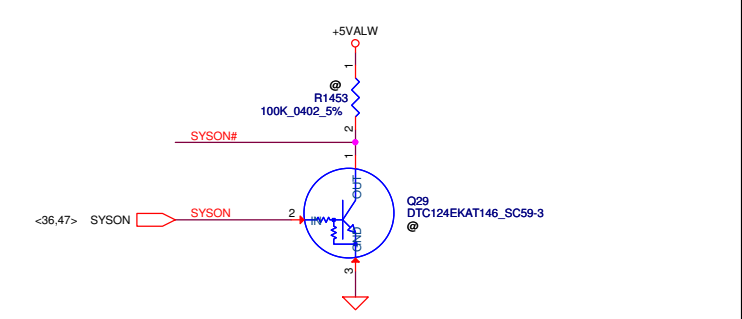 +5VALW
1
@
R1453
100K_0402_5%
2
SYSON#
1
OUT
Q29
DTC124EKAT146_SC59-3
@
<36,47> SYSON
SYSON
2
IN
GND
3